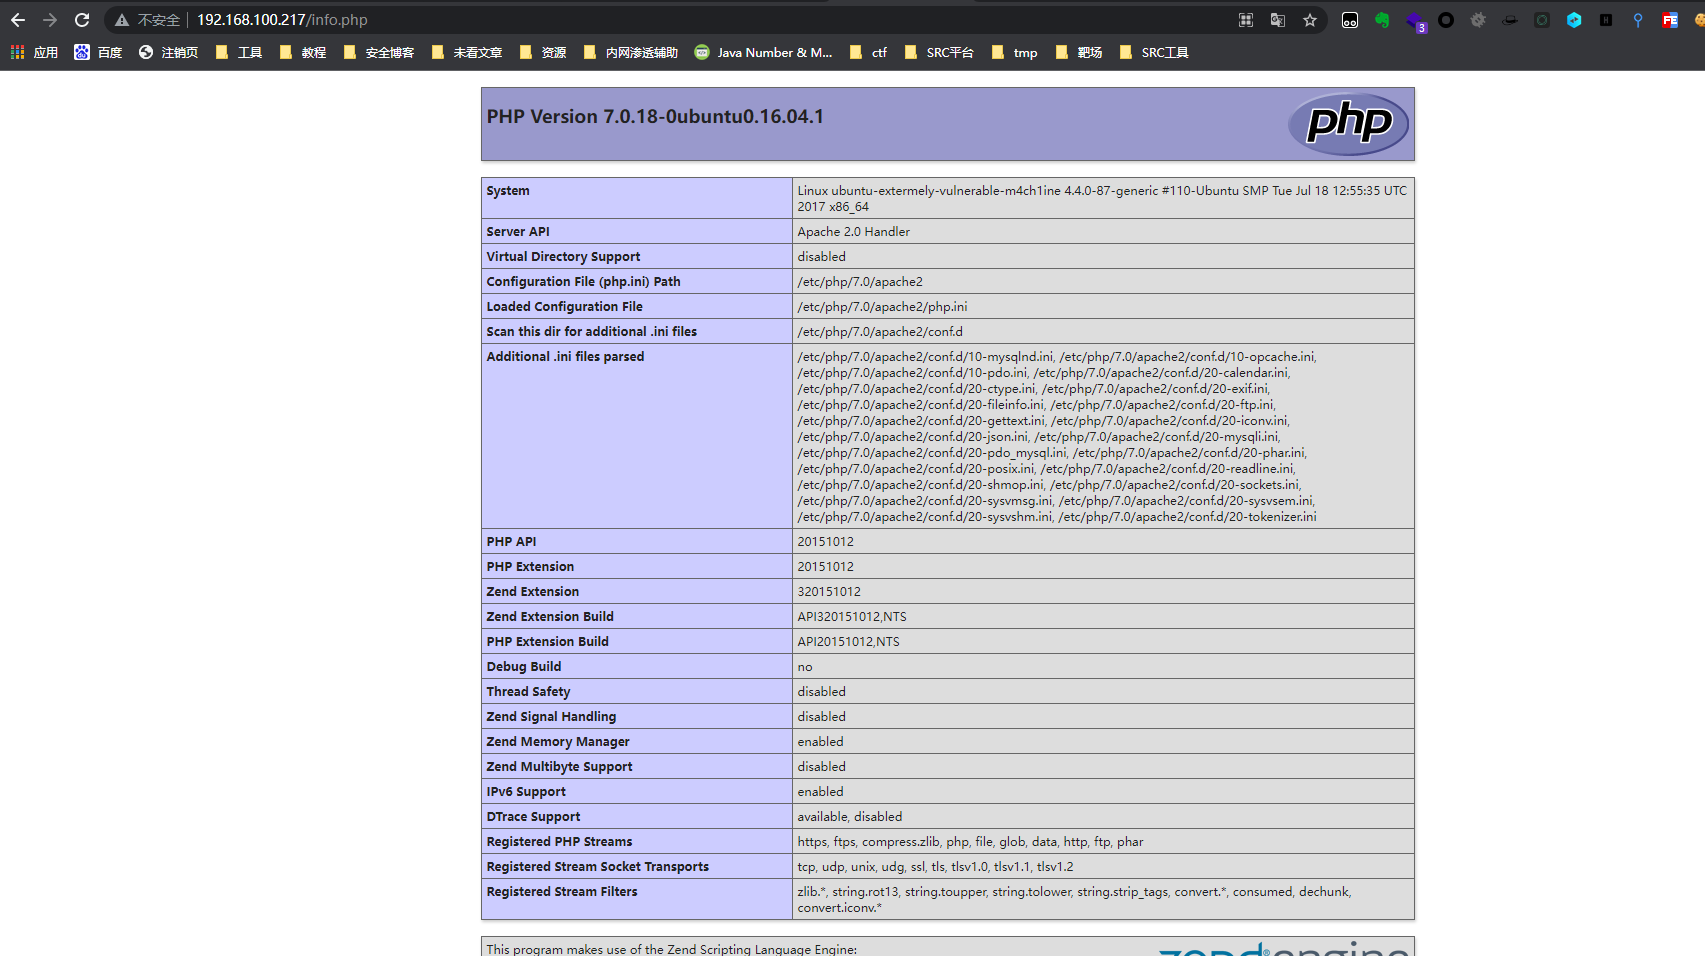 不安全 192.168.100.217/info.php
3
应用 百度 注销页 工具 教程 安全博客 未看文章 资源 内网渗透辅助 Java Number & M... ctf SRC平台 tmp 靶场 SRC工具
PHP Version 7.0.18-0ubuntu0.16.04.1
php
System Linux ubuntu-extermely-vulnerable-m4ch1ine 4.4.0-87-generic #110-Ubuntu SMP Tue Jul 18 12:55:35 UTC
2017 x86_64
Server API Apache 2.0 Handler
Virtual Directory Support disabled
Configuration File (php.ini) Path /etc/php/7.0/apache2
Loaded Configuration File /etc/php/7.0/apache2/php.ini
Scan this dir for additional .ini files /etc/php/7.0/apache2/conf.d
Additional .ini files parsed /etc/php/7.0/apache2/conf.d/10-mysqlnd.ini, /etc/php/7.0/apache2/conf.d/10-opcache.ini,
/etc/php/7.0/apache2/conf.d/10-pdo.ini, /etc/php/7.0/apache2/conf.d/20-calendar.ini,
/etc/php/7.0/apache2/conf.d/20-ctype.ini, /etc/php/7.0/apache2/conf.d/20-exif.ini,
/etc/php/7.0/apache2/conf.d/20-fileinfo.ini, /etc/php/7.0/apache2/conf.d/20-ftp.ini,
/etc/php/7.0/apache2/conf.d/20-gettext.ini, /etc/php/7.0/apache2/conf.d/20-iconv.ini,
/etc/php/7.0/apache2/conf.d/20-json.ini, /etc/php/7.0/apache2/conf.d/20-mysqli.ini,
/etc/php/7.0/apache2/conf.d/20-pdo_mysql.ini, /etc/php/7.0/apache2/conf.d/20-phar.ini,
/etc/php/7.0/apache2/conf.d/20-posix.ini, /etc/php/7.0/apache2/conf.d/20-readline.ini,
/etc/php/7.0/apache2/conf.d/20-shmop.ini, /etc/php/7.0/apache2/conf.d/20-sockets.ini,
/etc/php/7.0/apache2/conf.d/20-sysvmsg.ini, /etc/php/7.0/apache2/conf.d/20-sysvsem.ini,
/etc/php/7.0/apache2/conf.d/20-sysvshm.ini, /etc/php/7.0/apache2/conf.d/20-tokenizer.ini
PHP API 20151012
PHP Extension 20151012
Zend Extension 320151012
Zend Extension Build API320151012,NTS
PHP Extension Build API20151012,NTS
Debug Build no
Thread Safety disabled
Zend Signal Handling disabled
Zend Memory Manager enabled
Zend Multibyte Support disabled
IPv6 Support enabled
DTrace Support available, disabled
Registered PHP Streams https, ftps, compress.zlib, php, file, glob, data, http, ftp, phar
Registered Stream Socket Transports tcp, udp, unix, udg, ssl, tls, tlsv1.0, tlsv1.1, tlsv1.2
Registered Stream Filters zlib.*, string.rot13, string.toupper, string.tolower, string.strip_tags, convert.*, consumed, dechunk,
convert.iconv.*
This program makes use of the Zend Scripting Language Engine:
zend® engine